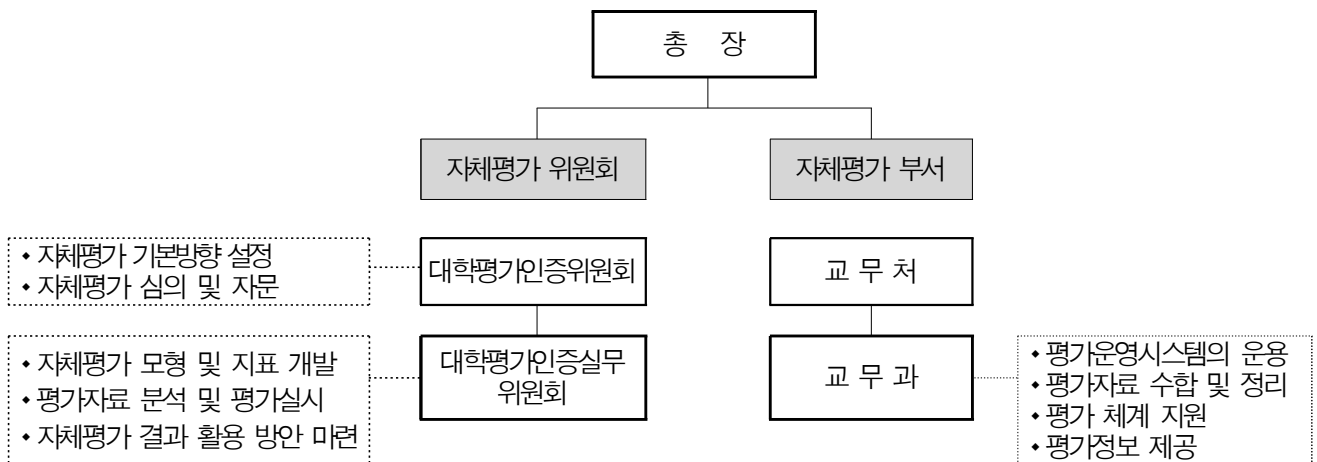 총 장
자체평가 위원회
자체평가 부서
◆ 자체평가 기본방향 설정
◆ 자체평가 심의 및 자문
대학평가인증위원회
교 무 처
◆ 자체평가 모형 및 지표 개발
◆ 평가자료 분석 및 평가실시
◆ 자체평가 결과 활용 방안 마련
대학평가인증실무
위원회
교 무 과
◆ 평가운영시스템의 운용
◆ 평가자료 수합 및 정리
◆ 평가 체계 지원
◆ 평가정보 제공